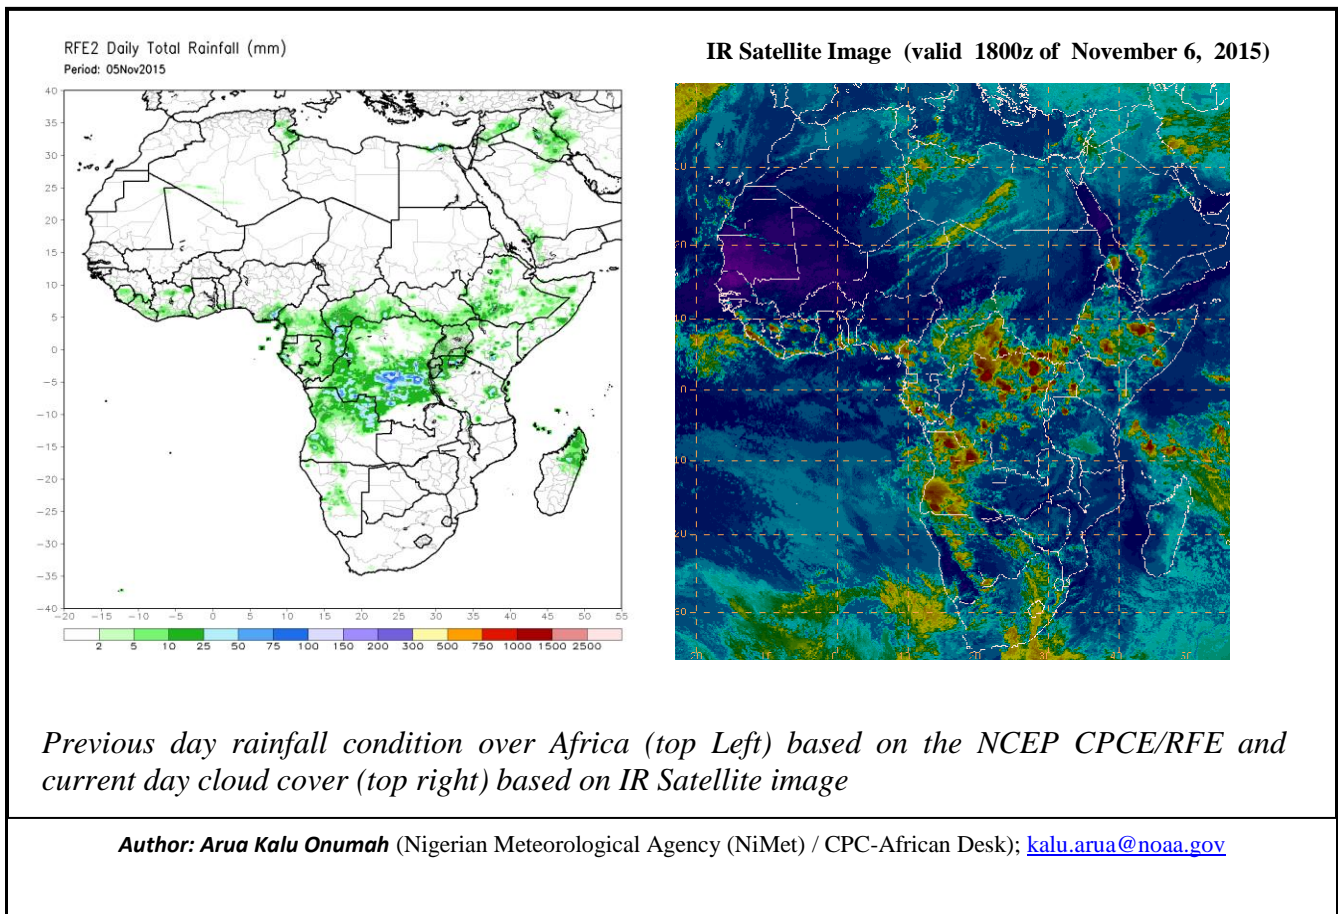 RFE2 Daily Total Rainfall (mm)
Period: 05Nov2015
40
35
30
25
20
15
10
5
0
−5
−10
−15
−20
−25
−30
−35
−40
−20 −15 −10 −5 0 5 10 15 20 25 30 35 40 45 50 55
2 5 10 25 50 75 100 150 200 300 500 750 1000 1500 2500
IR Satellite Image (valid 1800z of November 6, 2015)
Previous day rainfall condition over Africa (top Left) based on the NCEP CPCE/RFE and
current day cloud cover (top right) based on IR Satellite image
Author: Arua Kalu Onumah (Nigerian Meteorological Agency (NiMet) / CPC-African Desk); kalu.arua@noaa.gov